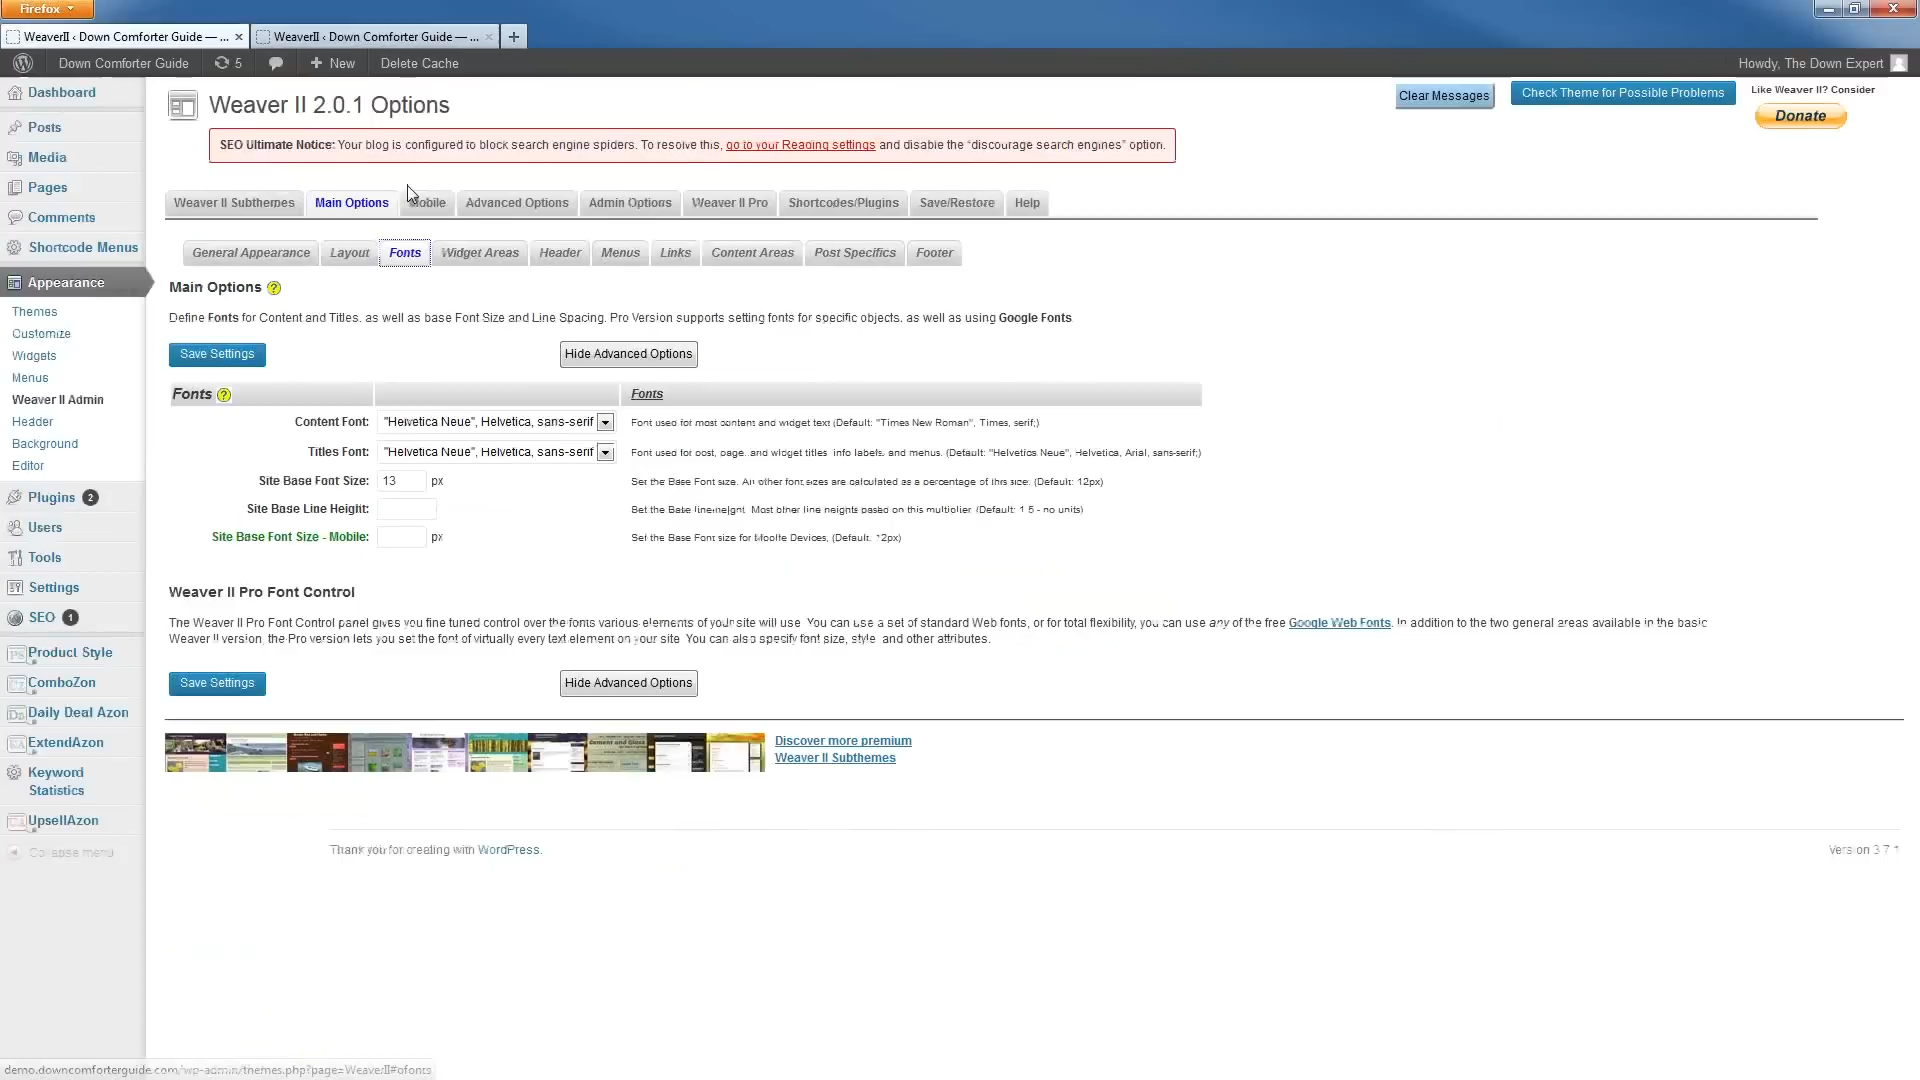 Firefox
WeaverII ‹ Down Comforter Guide — ...
WeaverII ‹ Down Comforter Guide — ...
Down Comforter Guide
5
New
Delete Cache
Howdy, The Down Expert
Dashboard
Posts
Media
Pages
Comments
Shortcode Menus
Appearance
Themes
Customize
Widgets
Menus
Weaver II Admin
Header
Background
Editor
Plugins 2
Users
Tools
Settings
SEO 1
Product Style
ComboZon
Daily Deal Azon
ExtendAzon
Keyword
Statistics
UpsellAzon
Collapse menu
Weaver II 2.0.1 Options
Clear Messages
Check Theme for Possible Problems
Like Weaver II? Consider
Donate
SEO Ultimate Notice: Your blog is configured to block search engine spiders. To resolve this, go to your Reading settings and disable the “discourage search engines” option.
Weaver II Subthemes
Main Options
Mobile
Advanced Options
Admin Options
Weaver II Pro
Shortcodes/Plugins
Save/Restore
Help
General Appearance
Layout
Fonts
Widget Areas
Header
Menus
Links
Content Areas
Post Specifics
Footer
Main Options ?
Define Fonts for Content and Titles, as well as base Font Size and Line Spacing. Pro Version supports setting fonts for specific objects, as well as using Google Fonts.
Save Settings
Hide Advanced Options
Fonts ?
Fonts
Content Font: "Helvetica Neue", Helvetica, sans-serif Font used for most content and widget text (Default: "Times New Roman", Times, serif;)
Titles Font: "Helvetica Neue", Helvetica, sans-serif Font used for post, page, and widget titles, info labels, and menus. (Default: "Helvetica Neue", Helvetica, Arial, sans-serif;)
Site Base Font Size: 13 px Set the Base Font size. All other font sizes are calculated as a percentage of this size. (Default: 12px)
Site Base Line Height: Set the Base line-height. Most other line heights based on this multiplier. (Default: 1.5 - no units)
Site Base Font Size - Mobile: px Set the Base Font size for Mobile Devices, (Default: 12px)
Weaver II Pro Font Control
The Weaver II Pro Font Control panel gives you fine tuned control over the fonts various elements of your site will use. You can use a set of standard Web fonts, or for total flexibility, you can use any of the free Google Web Fonts. In addition to the two general areas available in the basic
Weaver II version, the Pro version lets you set the font of virtually every text element on your site. You can also specify font size, style, and other attributes.
Save Settings
Hide Advanced Options
Discover more premium
Weaver II Subthemes
Thank you for creating with WordPress.
Version 3.7.1
demo.downcomforterguide.com/wp-admin/themes.php?page=WeaverII#ofonts